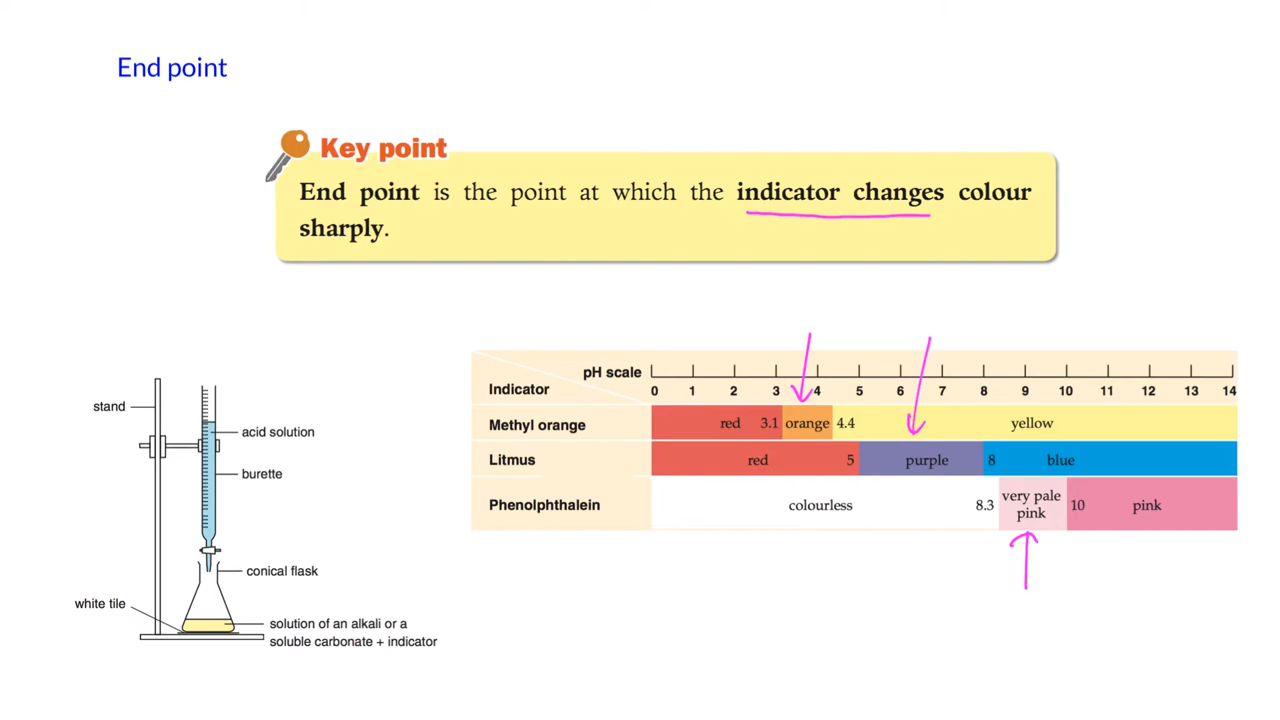 End point
Key point
End point is the point at which the indicator changes colour
sharply.
stand
acid solution
burette
conical flask
white tile
solution of an alkali or a
soluble carbonate + indicator
pH scale
Indicator
0 1 2 3 4 5 6 7 8 9 10 11 12 13 14
Methyl orange red 3.1 orange 4.4 yellow
Litmus red 5 purple 8 blue
Phenolphthalein colourless 8.3 very pale pink 10 pink